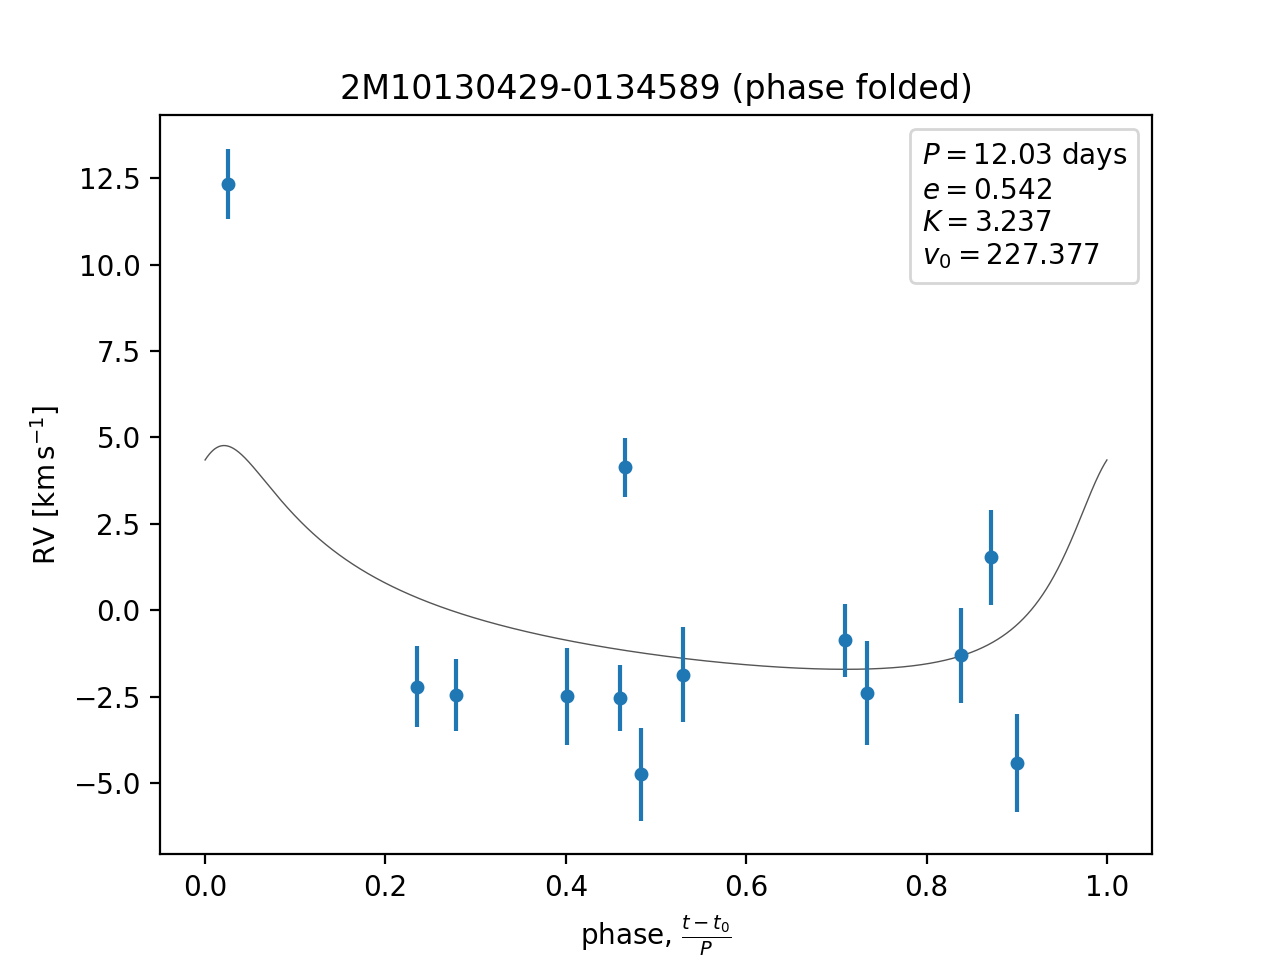 2M10130429-0134589 (phase folded)
P = 12.03 days
e = 0.542
K = 3.237
v₀ = 227.377
12.5
10.0
7.5
5.0
2.5
0.0
−2.5
−5.0
RV [km s⁻¹]
0.0 0.2 0.4 0.6 0.8 1.0
phase, (t − t₀)/P